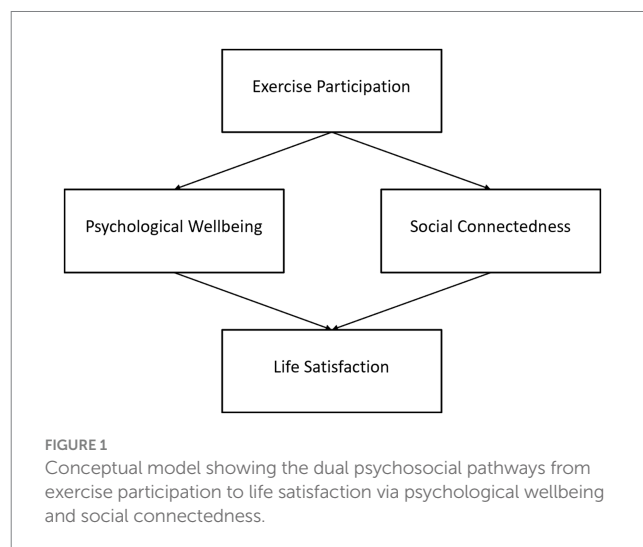 Exercise Participation
Psychological Wellbeing
Social Connectedness
Life Satisfaction
FIGURE 1
Conceptual model showing the dual psychosocial pathways from
exercise participation to life satisfaction via psychological wellbeing
and social connectedness.